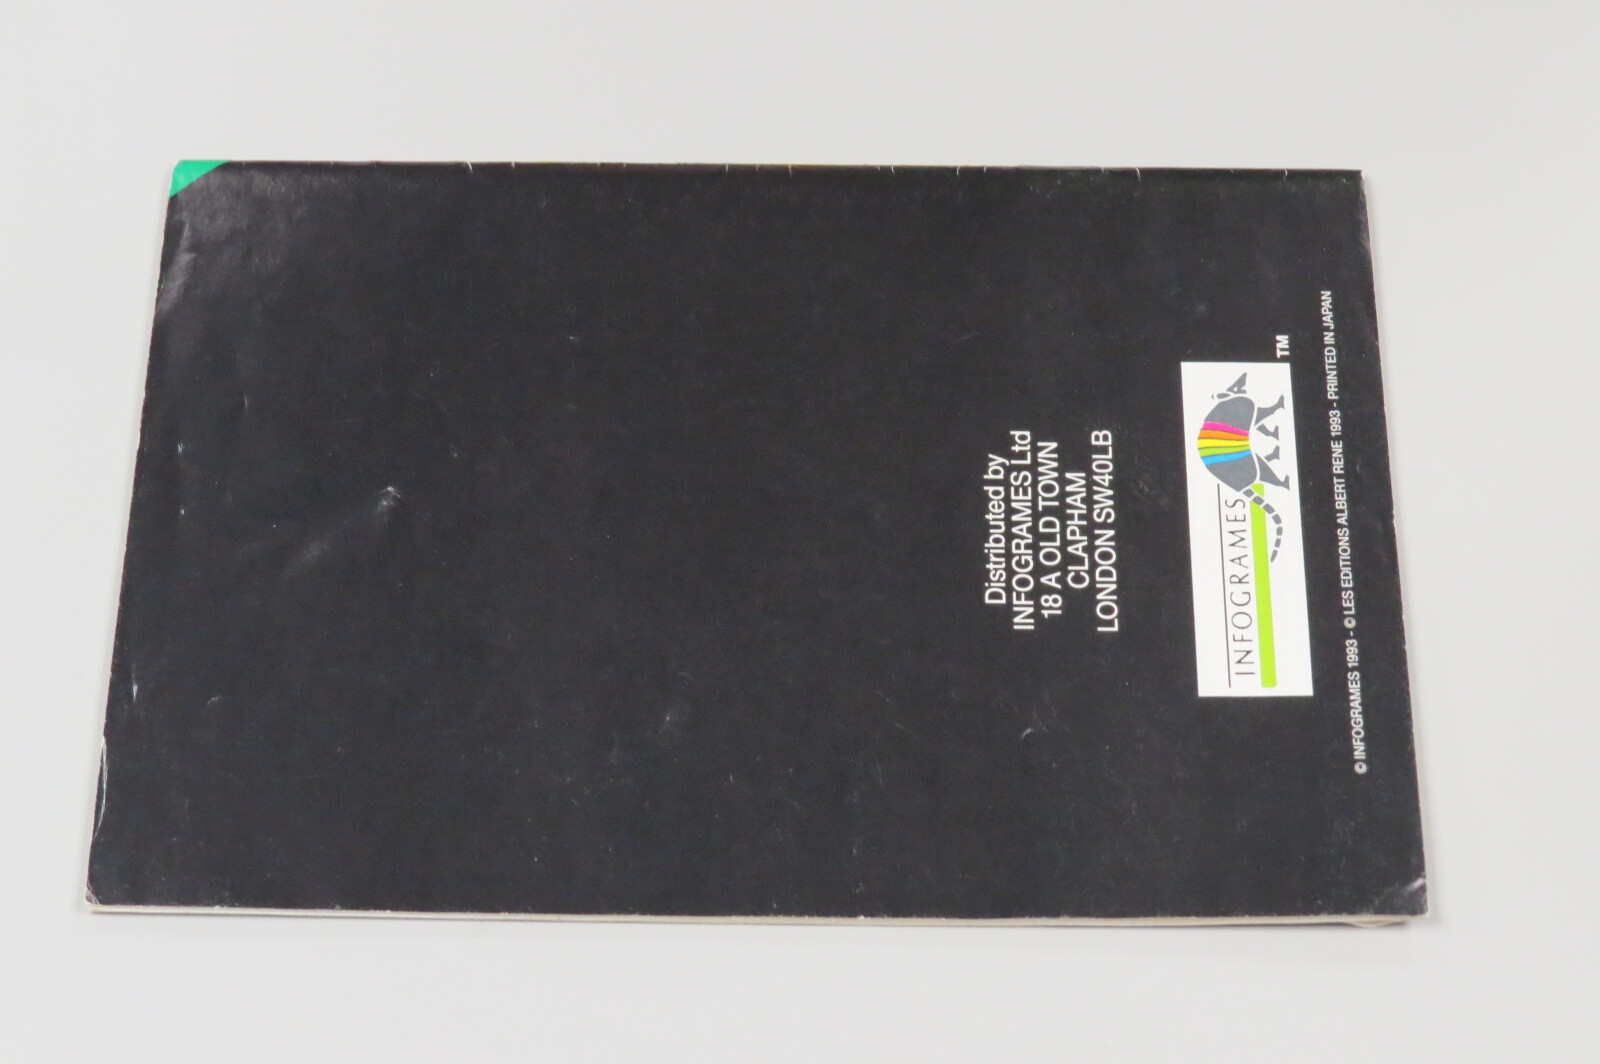 Distributed by
INFOGRAMES Ltd
18 A OLD TOWN
CLAPHAM
LONDON SW40LB
INFOGRAMES
TM
© INFOGRAMES 1993 - © LES EDITIONS ALBERT RENE 1993 - PRINTED IN JAPAN